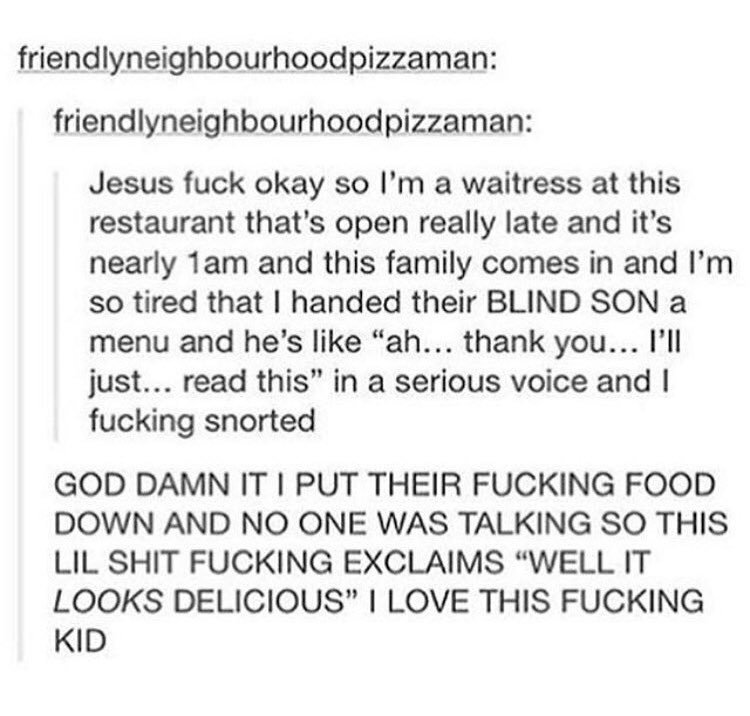 friendlyneighbourhoodpizzaman:
friendlyneighbourhoodpizzaman:
Jesus fuck okay so I'm a waitress at this
restaurant that's open really late and it's
nearly 1am and this family comes in and I'm
so tired that I handed their BLIND SON a
menu and he's like “ah... thank you... I'll
just... read this” in a serious voice and I
fucking snorted
GOD DAMN IT I PUT THEIR FUCKING FOOD
DOWN AND NO ONE WAS TALKING SO THIS
LIL SHIT FUCKING EXCLAIMS “WELL IT
LOOKS DELICIOUS” I LOVE THIS FUCKING
KID